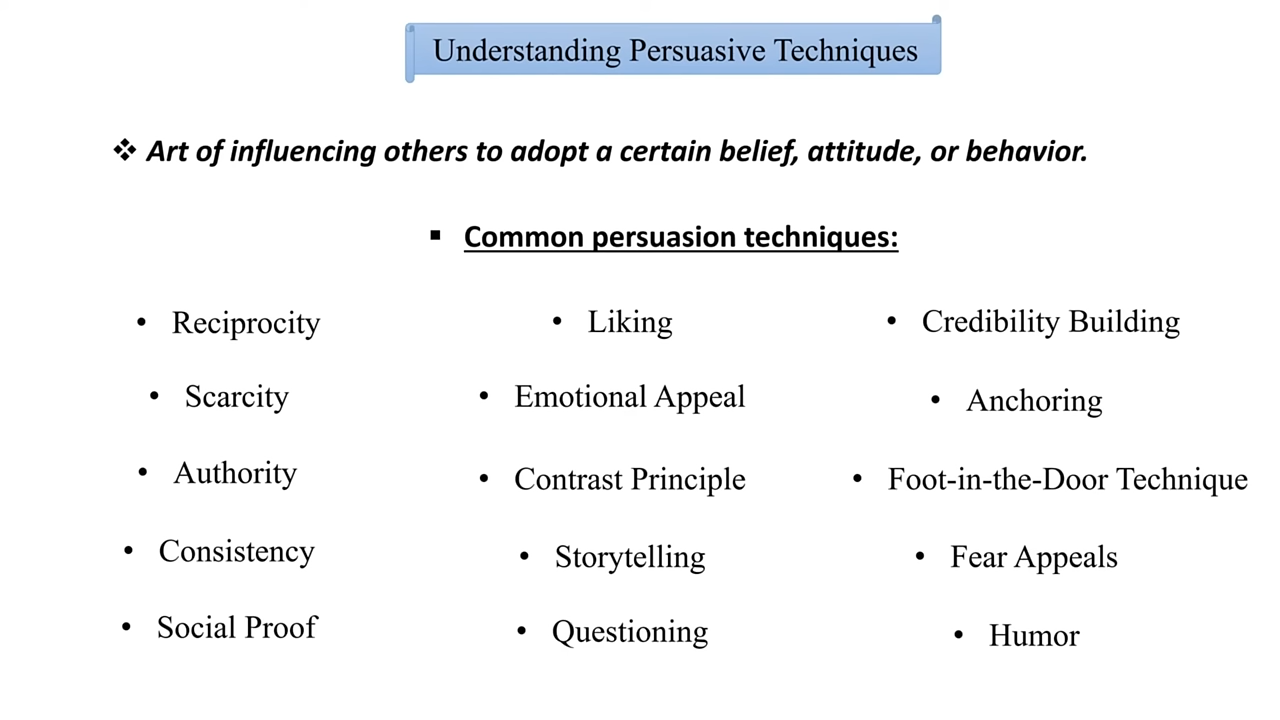 Understanding Persuasive Techniques
❖ Art of influencing others to adopt a certain belief, attitude, or behavior.
▪ Common persuasion techniques:
• Reciprocity
• Scarcity
• Authority
• Consistency
• Social Proof
• Liking
• Emotional Appeal
• Contrast Principle
• Storytelling
• Questioning
• Credibility Building
• Anchoring
• Foot-in-the-Door Technique
• Fear Appeals
• Humor